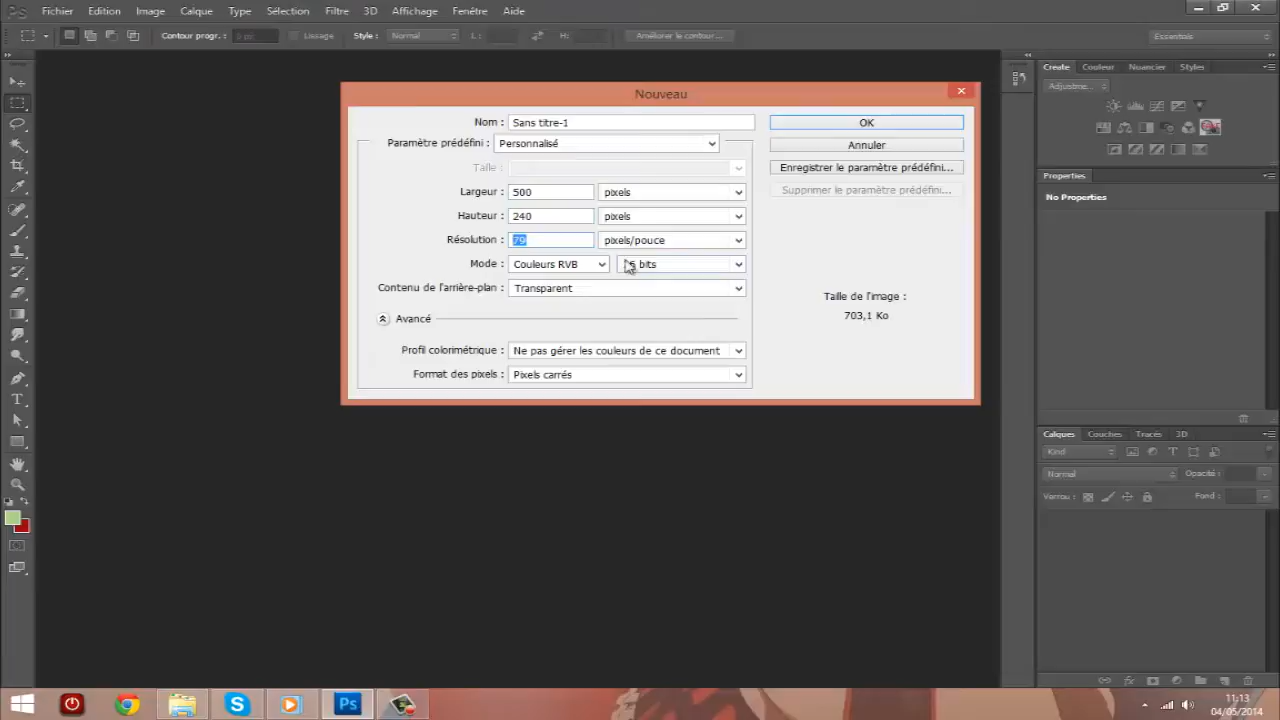 Ps Fichier Edition Image Calque Type Sélection Filtre 3D Affichage Fenêtre Aide
Contour progr. : Lissage Style : Normal L : H : Améliorer le contour... Essentials
Nouveau
Nom : Sans titre-1
OK
Paramètre prédéfini : Personnalisé
Annuler
Taille :
Enregistrer le paramètre prédéfini...
Largeur : 500 pixels
Supprimer le paramètre prédéfini...
Hauteur : 240 pixels
Résolution : 79 pixels/pouce
Mode : Couleurs RVB bits
Contenu de l'arrière-plan : Transparent
Taille de l'image :
703,1 Ko
Avancé
Profil colorimétrique : Ne pas gérer les couleurs de ce document
Format des pixels : Pixels carrés
Create Couleur Nuancier Styles
Adjustme...
Properties
No Properties
Calques Couches Tracés 3D
Kind
Normal Opacité :
Verrou : Fond :
Ps
11:13
04/05/2014